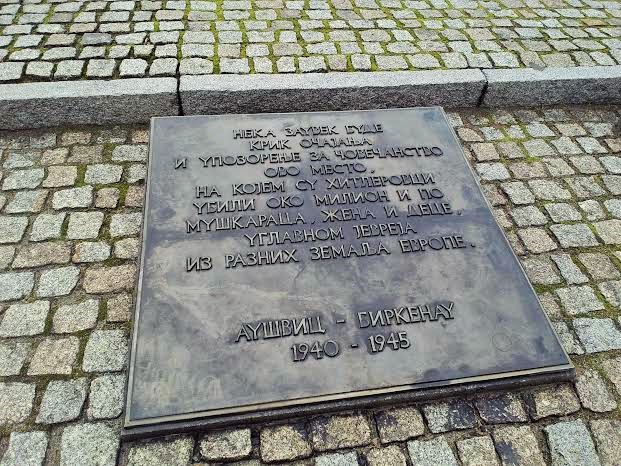 НЕКА ЗАУВЕК БУДЕ
КРИК ОЧАЈАЊА
И УПОЗОРЕЊЕ ЗА ЧОВЕЧАНСТВО
ОВО МЕСТО,
НА КОЈЕМ СУ ХИТЛЕРОВЦИ
УБИЛИ ОКО МИЛИОН И ПО
МУШКАРАЦА, ЖЕНА И ДЕЦЕ,
УГЛАВНОМ ЈЕВРЕЈА
ИЗ РАЗНИХ ЗЕМАЉА ЕВРОПЕ.
АУШВИЦ - БИРКЕНАУ
1940 - 1945